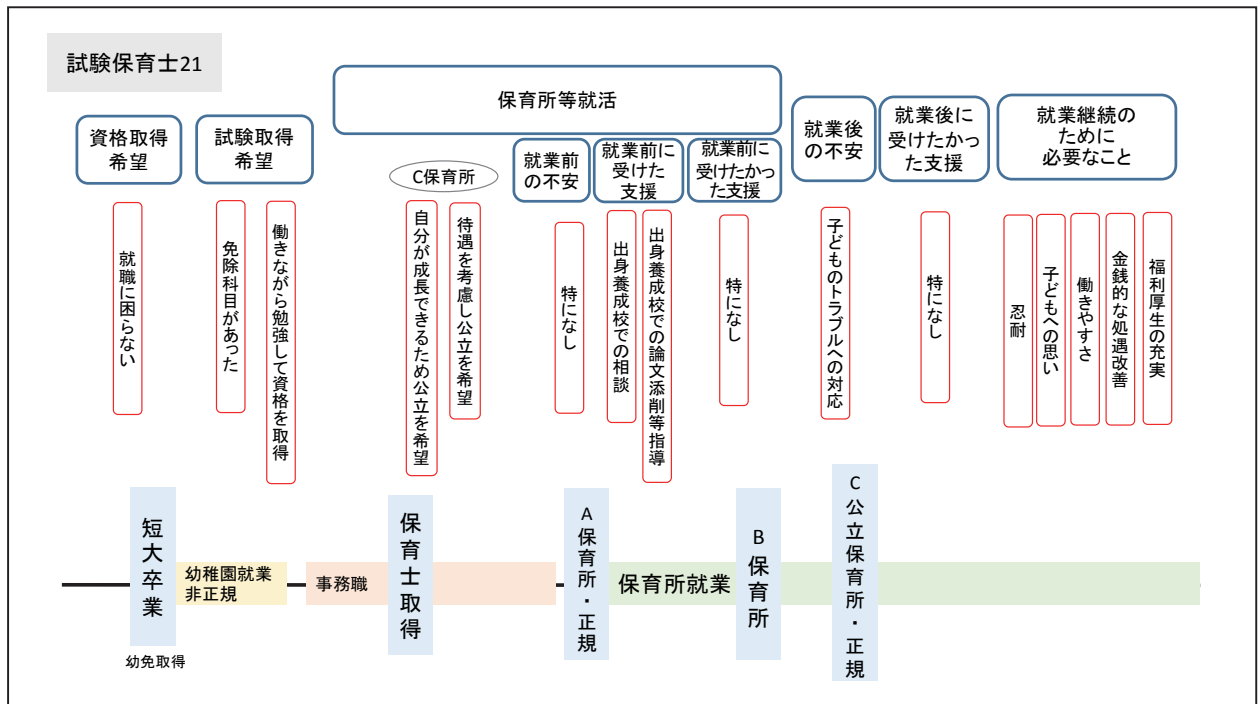 試験保育士21
保育所等就活
資格取得
希望
試験取得
希望
就業前
の不安
就業前に
受けた
支援
就業前に
受けたかっ
た支援
就業後
の不安
就業後に
受けたかっ
た支援
就業継続の
ために
必要なこと
C保育所
就職に困らない
免除科目があった
働きながら勉強して資格を取得
自分が成長できるため公立を希望
待遇を考慮し公立を希望
特になし
出身養成校での相談
出身養成校での論文添削等指導
特になし
子どものトラブルへの対応
特になし
忍耐
子どもへの思い
働きやすさ
金銭的な処遇改善
福利厚生の充実
短大卒業
幼稚園就業
非正規
事務職
保育士取得
A保育所・正規
保育所就業
B保育所
C公立保育所・正規
幼免取得